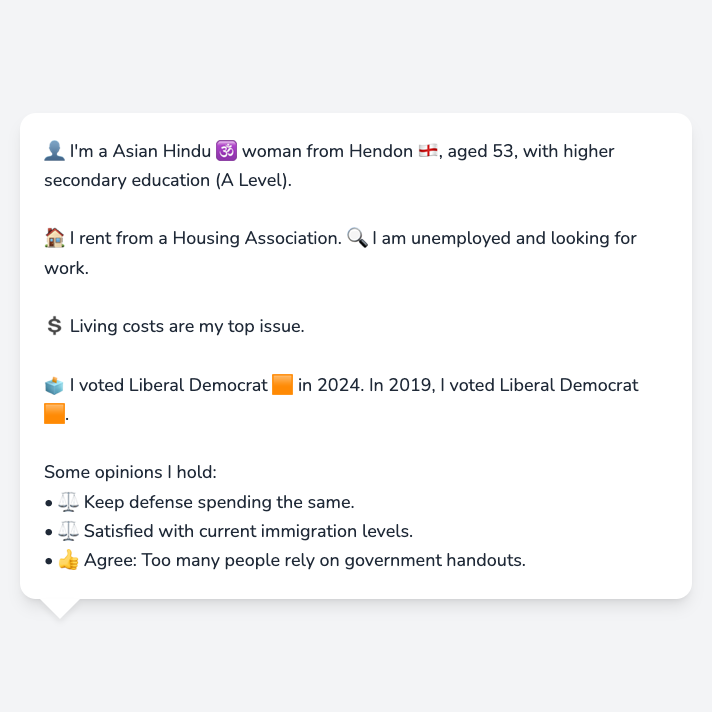 👤 I'm a Asian Hindu 🕉️ woman from Hendon 🏴󠁧󠁢󠁥󠁮󠁧󠁿, aged 53, with higher
secondary education (A Level).
🏠 I rent from a Housing Association. 🔍 I am unemployed and looking for
work.
💲 Living costs are my top issue.
🗳️ I voted Liberal Democrat 🟧 in 2024. In 2019, I voted Liberal Democrat
🟧.
Some opinions I hold:
• ⚖️ Keep defense spending the same.
• ⚖️ Satisfied with current immigration levels.
• 👍 Agree: Too many people rely on government handouts.